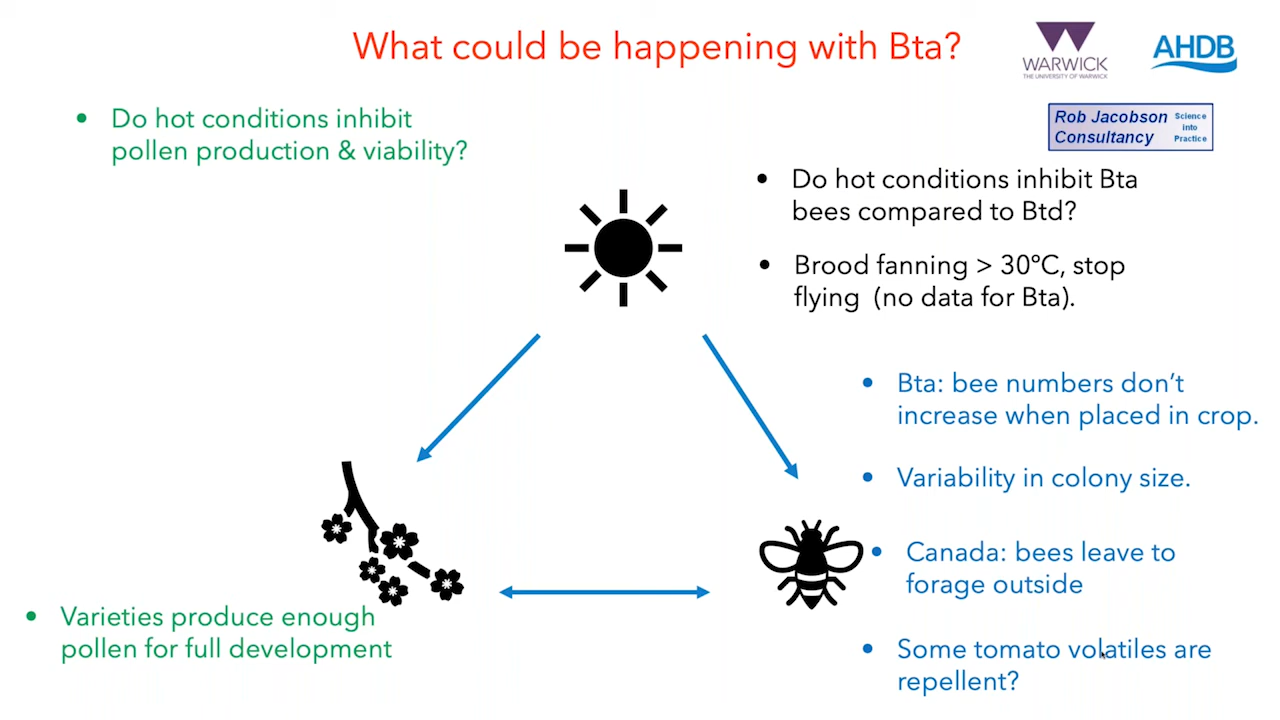 What could be happening with Bta?
WARWICK
THE UNIVERSITY OF WARWICK
AHDB
Rob Jacobson
Consultancy
Science
into
Practice
• Do hot conditions inhibit
pollen production & viability?
• Do hot conditions inhibit Bta
bees compared to Btd?
• Brood fanning > 30°C, stop
flying (no data for Bta).
• Bta: bee numbers don’t
increase when placed in crop.
• Variability in colony size.
• Canada: bees leave to
forage outside
• Varieties produce enough
pollen for full development
• Some tomato volatiles are
repellent?